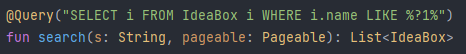 @Query("SELECT i FROM IdeaBox i WHERE i.name LIKE %?1%")
fun search(s: String, pageable: Pageable): List<IdeaBox>